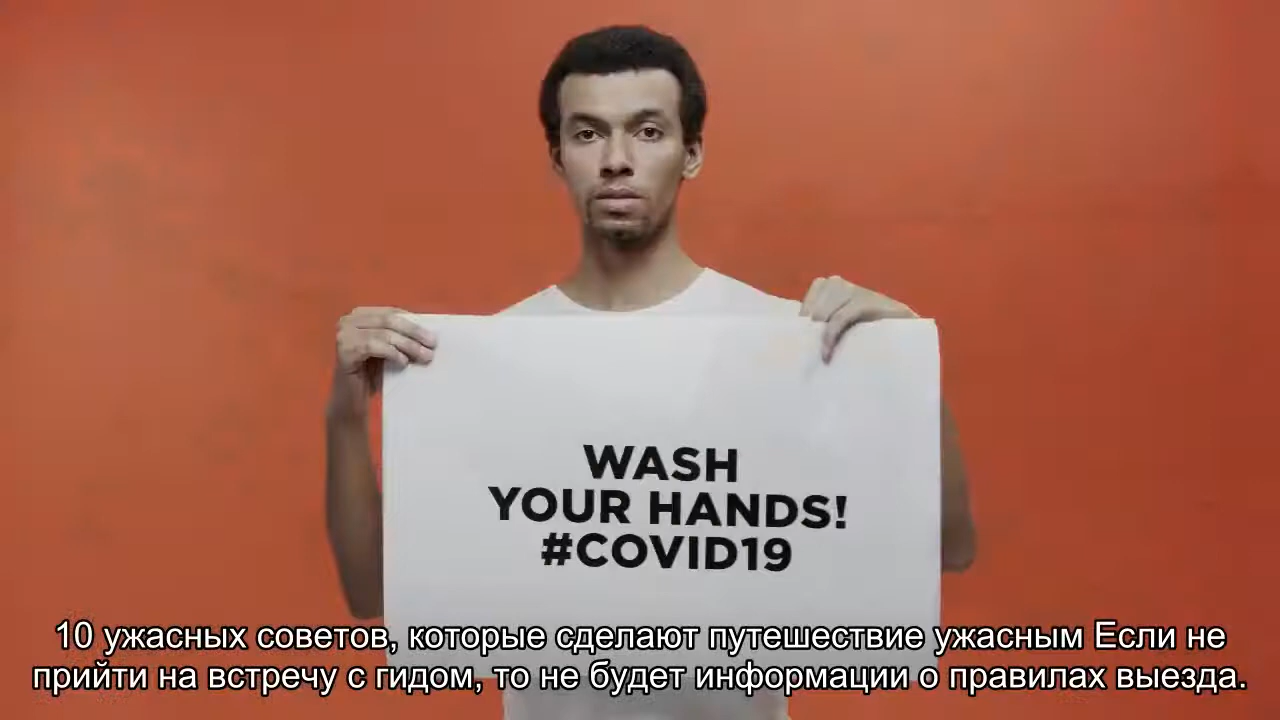 WASH
YOUR HANDS!
#COVID19
10 ужасных советов, которые сделают путешествие ужасным Если не
прийти на встречу с гидом, то не будет информации о правилах выезда.